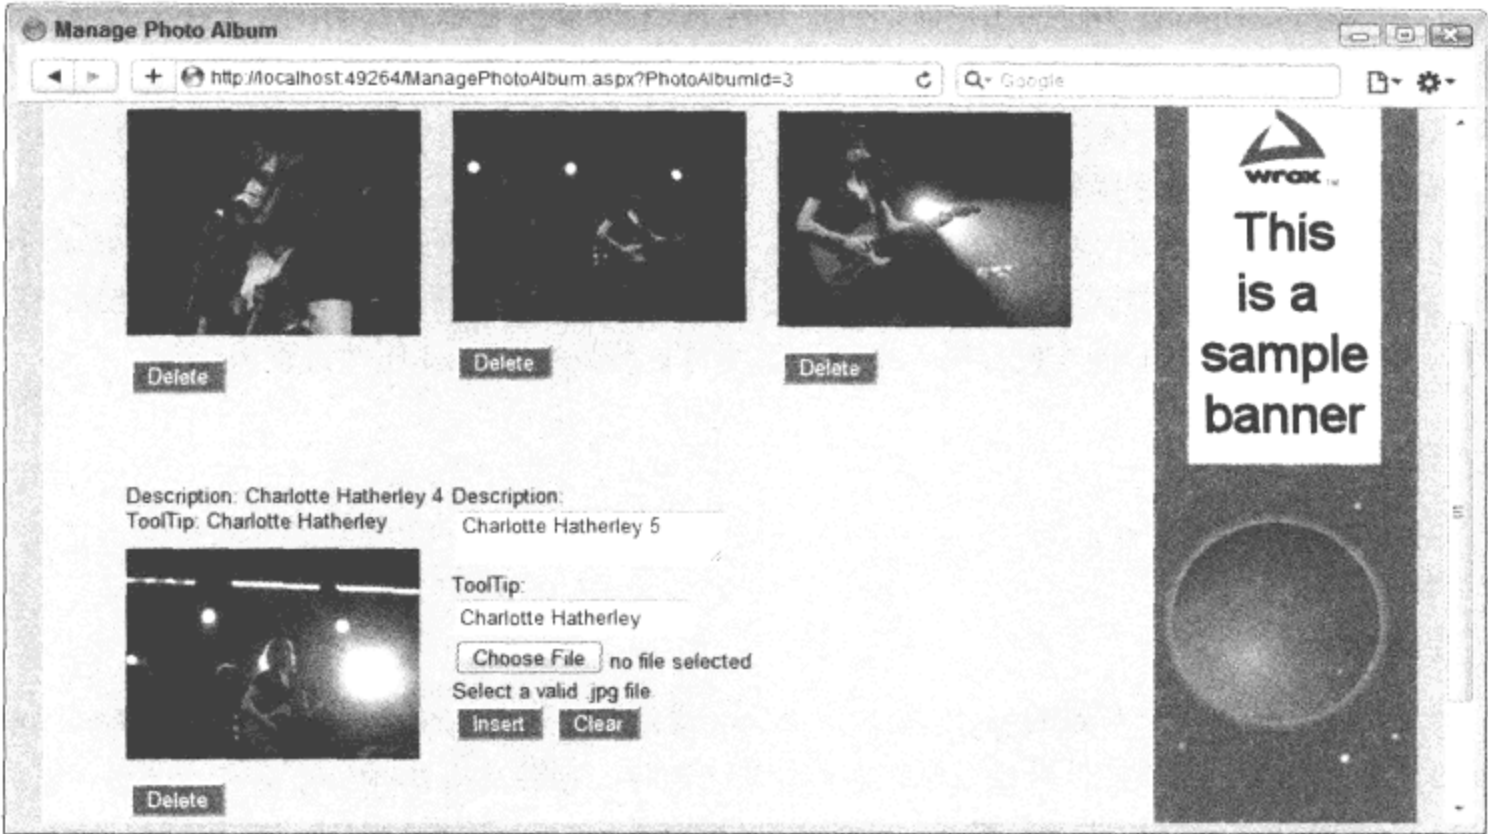 Manage Photo Album
http://localhost:49264/ManagePhotoAlbum.aspx?PhotoAlbumId=3
Google
wrox™
This
is a
sample
banner
Delete
Delete
Delete
Description: Charlotte Hatherley 4
ToolTip: Charlotte Hatherley
Delete
Description:
Charlotte Hatherley 5
ToolTip:
Charlotte Hatherley
Choose File no file selected
Select a valid .jpg file.
Insert Clear